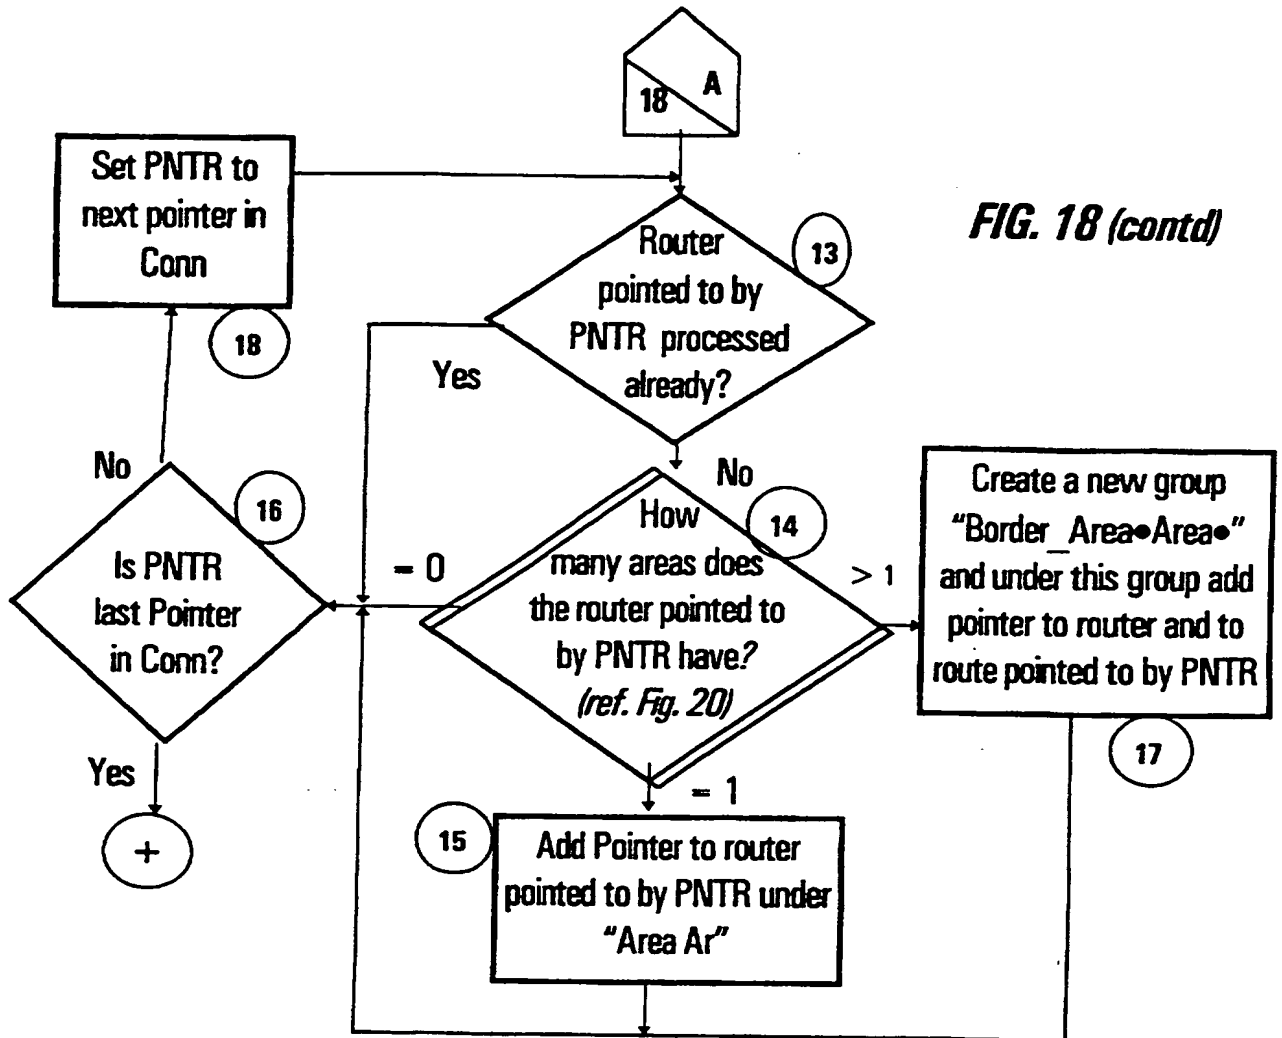 A
18
Set PNTR to
next pointer in
Conn
18
FIG. 18 (contd)
Router
pointed to by
PNTR processed
already?
13
Yes
No
No
16
Is PNTR
last Pointer
in Conn?
Yes
+
= 0
How
many areas does
the router pointed to
by PNTR have?
(ref. Fig. 20)
14
> 1
= 1
Create a new group
“Border_Area•Area•”
and under this group add
pointer to router and to
route pointed to by PNTR
17
15
Add Pointer to router
pointed to by PNTR under
“Area Ar”